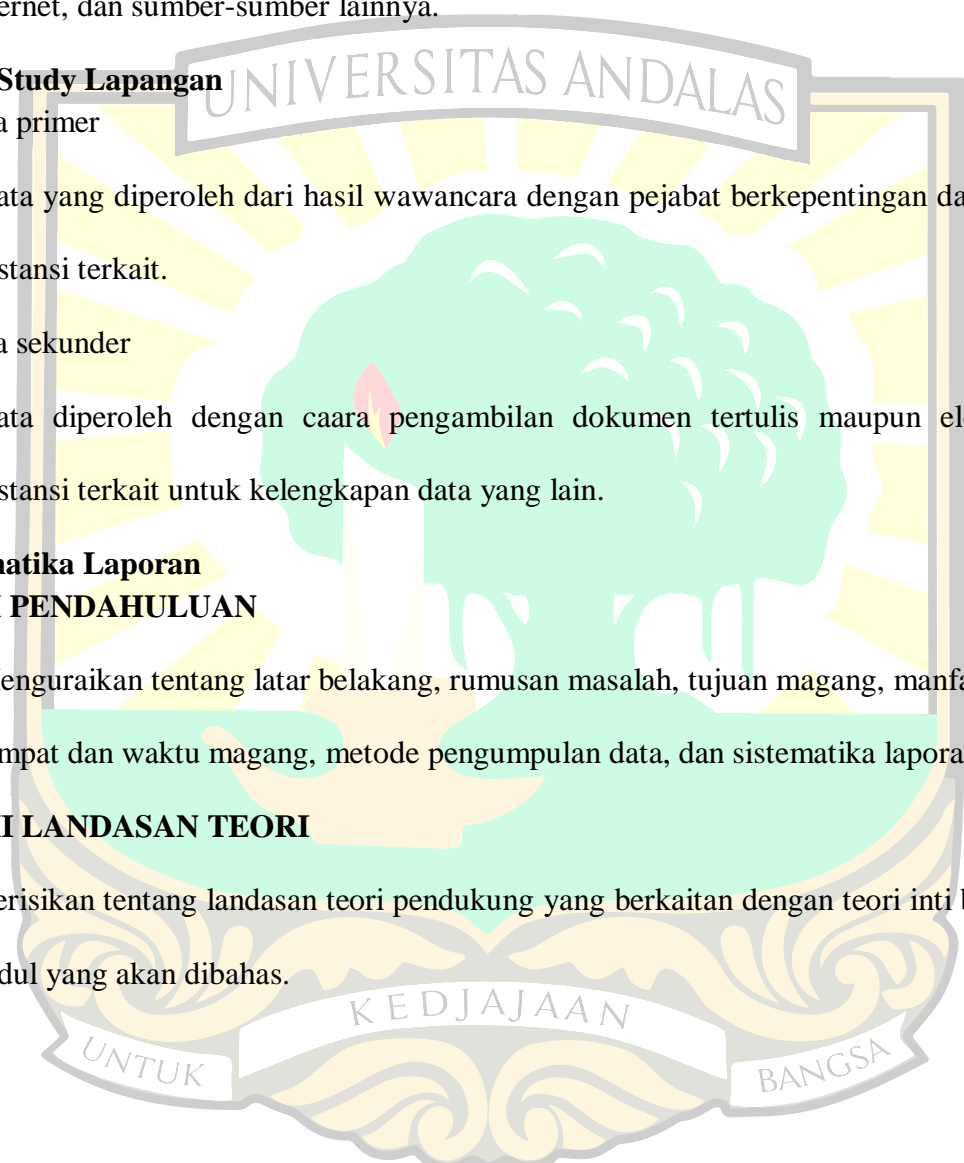 ernet, dan sumber-sumber lainnya.
UNIVERSITAS ANDALAS
Study Lapangan
a primer
ata yang diperoleh dari hasil wawancara dengan pejabat berkepentingan da
stansi terkait.
a sekunder
ata diperoleh dengan caara pengambilan dokumen tertulis maupun ele
stansi terkait untuk kelengkapan data yang lain.
atika Laporan
I PENDAHULUAN
enguraikan tentang latar belakang, rumusan masalah, tujuan magang, manfa
mpat dan waktu magang, metode pengumpulan data, dan sistematika lapora
II LANDASAN TEORI
erisikan tentang landasan teori pendukung yang berkaitan dengan teori inti b
dul yang akan dibahas.
UNTUK KEDJAJAAN BANGSA